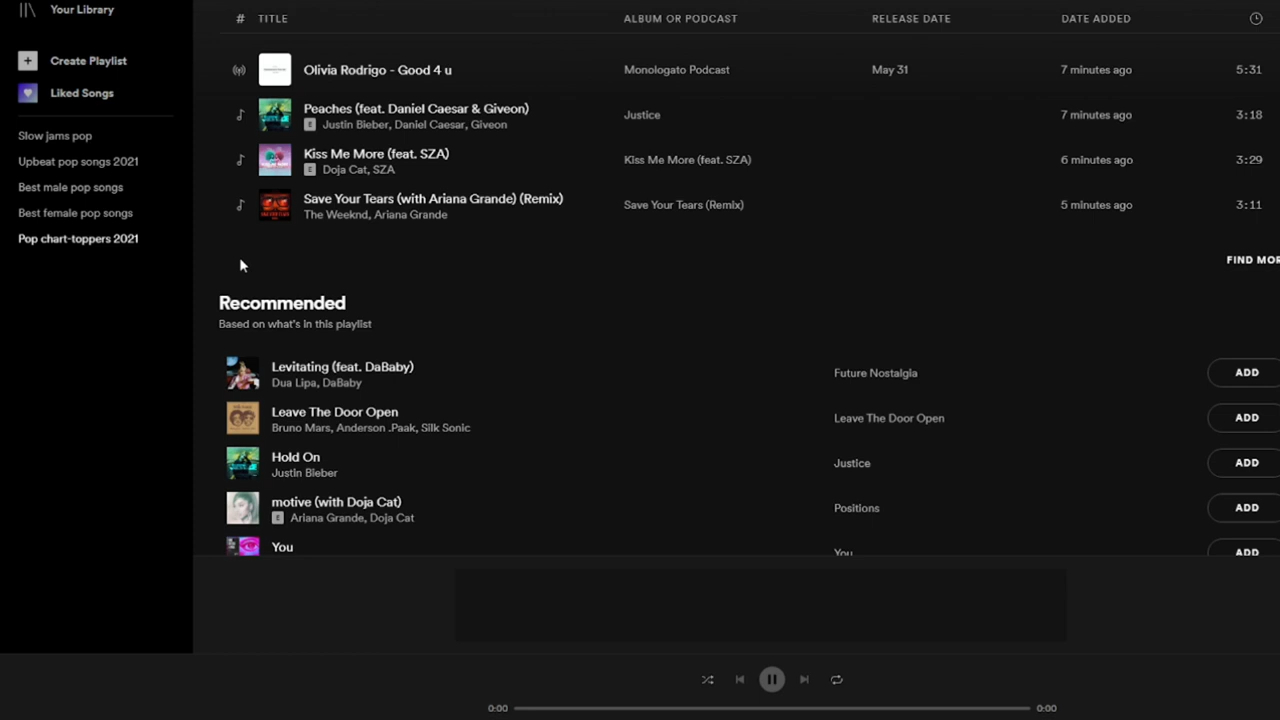 Your Library
Create Playlist
Liked Songs
Slow jams pop
Upbeat pop songs 2021
Best male pop songs
Best female pop songs
Pop chart-toppers 2021
# TITLE ALBUM OR PODCAST RELEASE DATE DATE ADDED
Olivia Rodrigo - Good 4 u Monologato Podcast May 31 7 minutes ago 5:31
Peaches (feat. Daniel Caesar & Giveon) Justice 7 minutes ago 3:18
E Justin Bieber, Daniel Caesar, Giveon
Kiss Me More (feat. SZA) Kiss Me More (feat. SZA) 6 minutes ago 3:29
E Doja Cat, SZA
Save Your Tears (with Ariana Grande) (Remix) Save Your Tears (Remix) 5 minutes ago 3:11
The Weeknd, Ariana Grande
FIND MOR
Recommended
Based on what's in this playlist
Levitating (feat. DaBaby) Future Nostalgia ADD
Dua Lipa, DaBaby
Leave The Door Open Leave The Door Open ADD
Bruno Mars, Anderson .Paak, Silk Sonic
Hold On Justice ADD
Justin Bieber
motive (with Doja Cat) Positions ADD
E Ariana Grande, Doja Cat
You You ADD
0:00 0:00